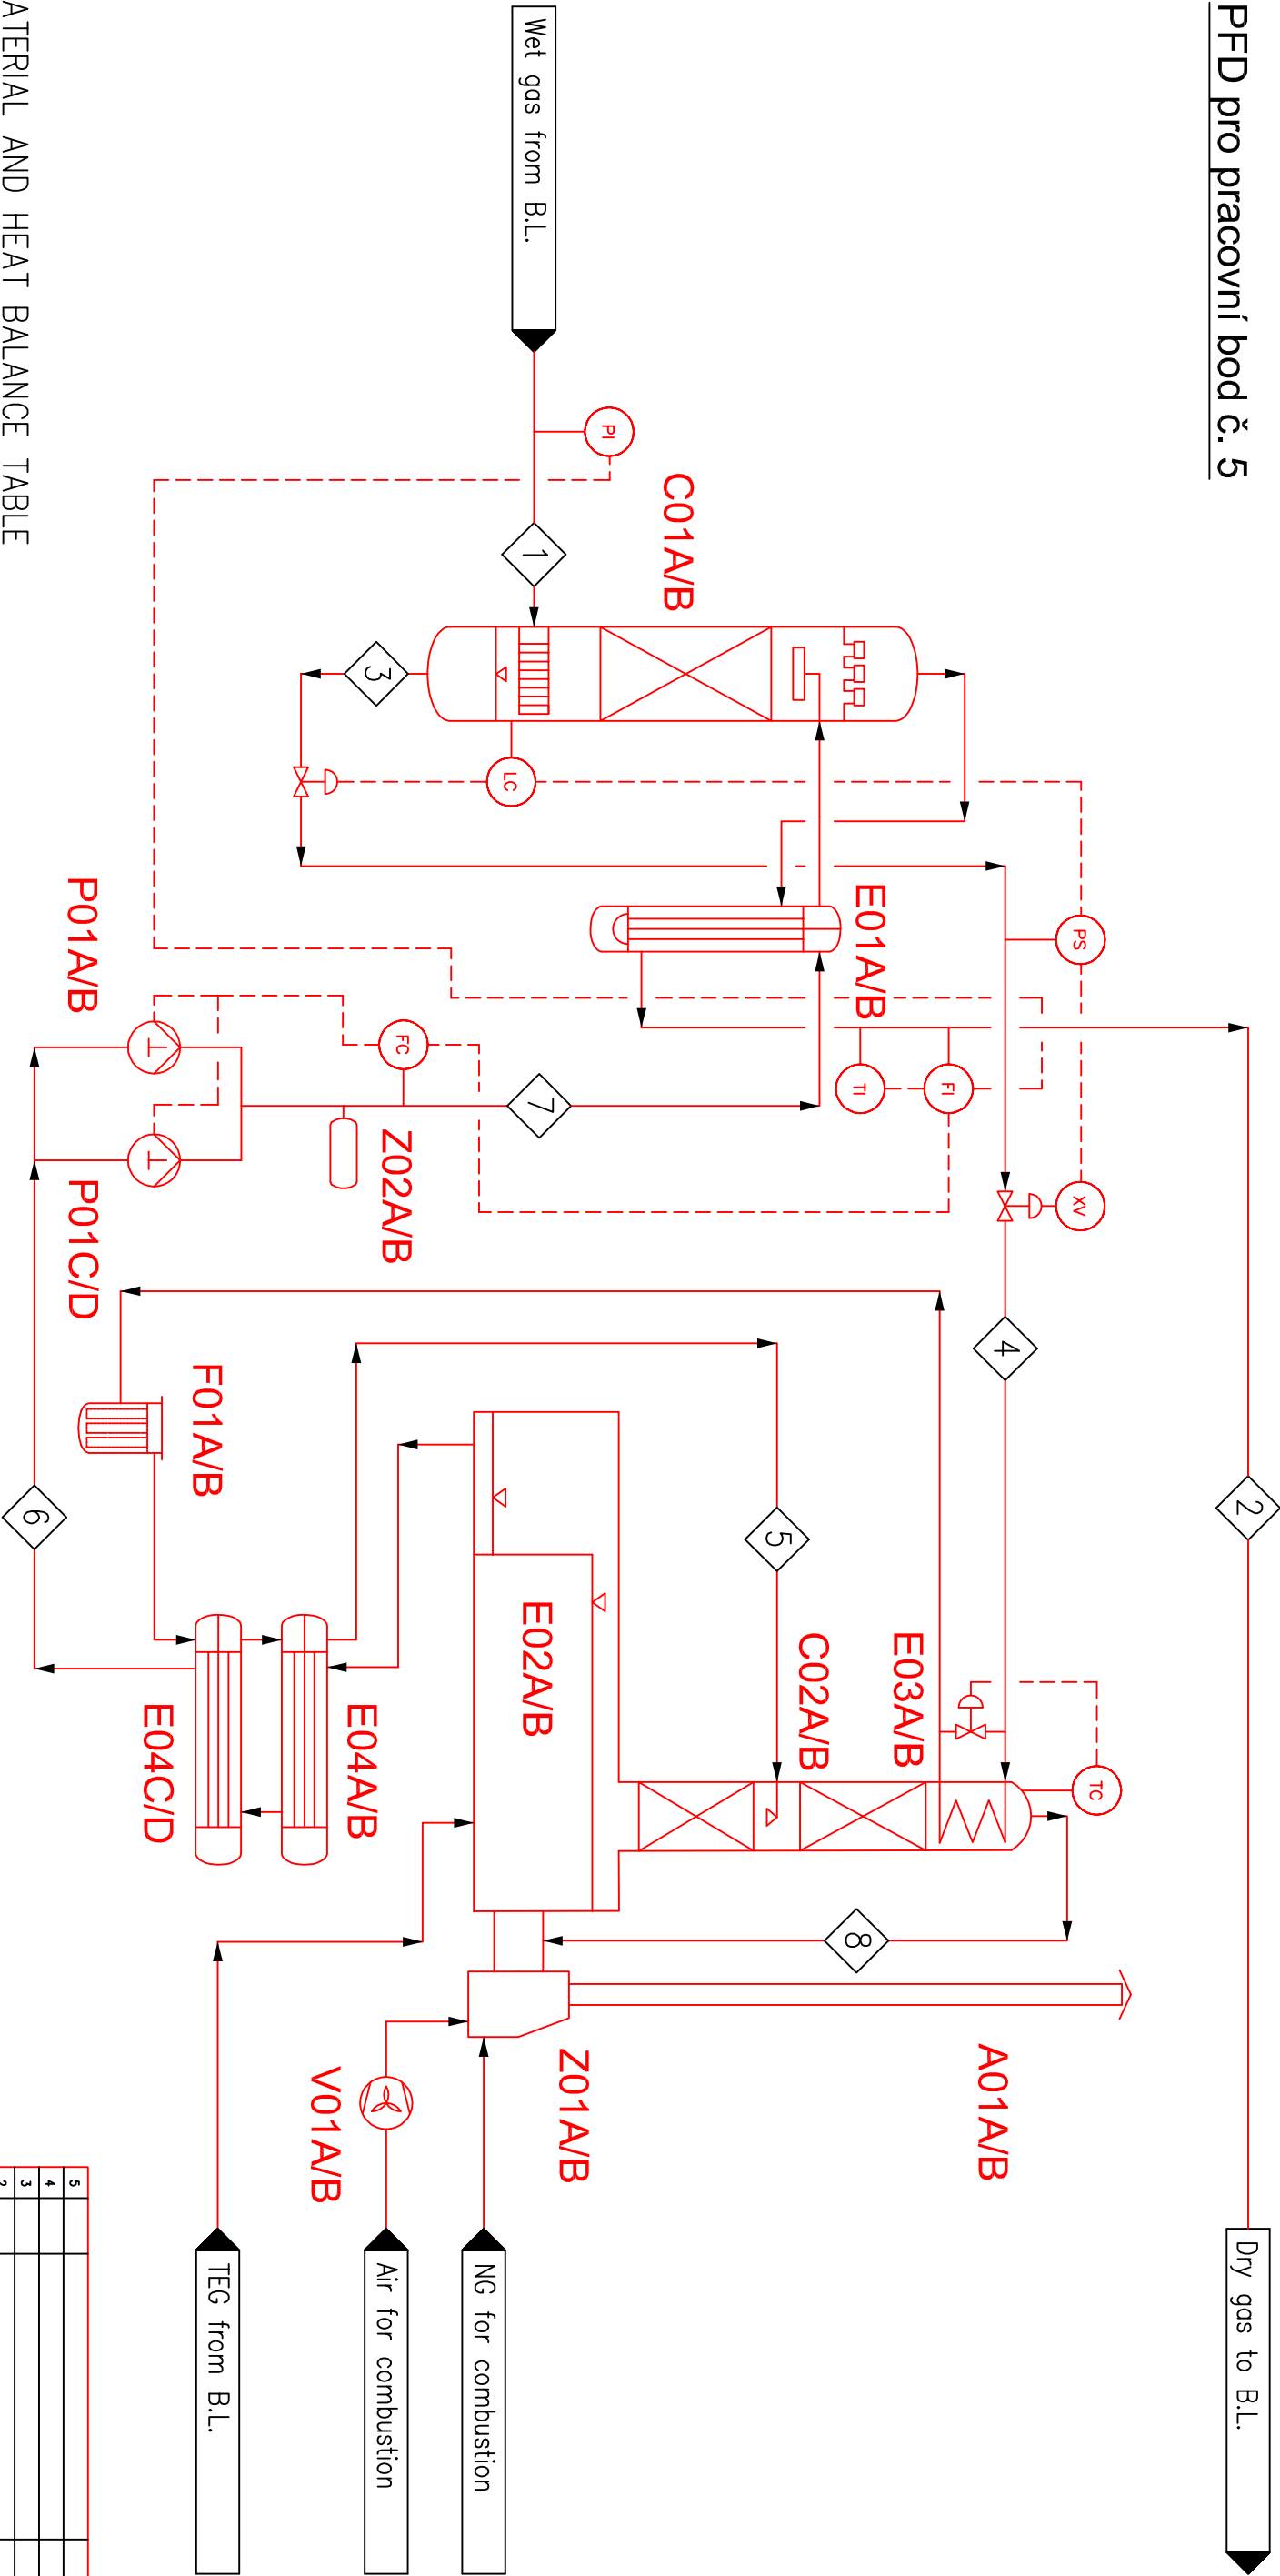 PFD pro pracovní bod č. 5
Dry gas to B.L.
2
PS
XV
TC
A01A/B
4
FI
TI
E01A/B
E03A/B
8
C02A/B
5
C01A/B
PI
Wet gas from B.L.
1
LC
7
E02A/B
Z01A/B
NG for combustion
FC
Z02A/B
3
E04A/B
V01A/B
Air for combustion
F01A/B
TEG from B.L.
E04C/D
P01A/B
P01C/D
6
5
4
3
2
ATERIAL AND HEAT BALANCE TABLE